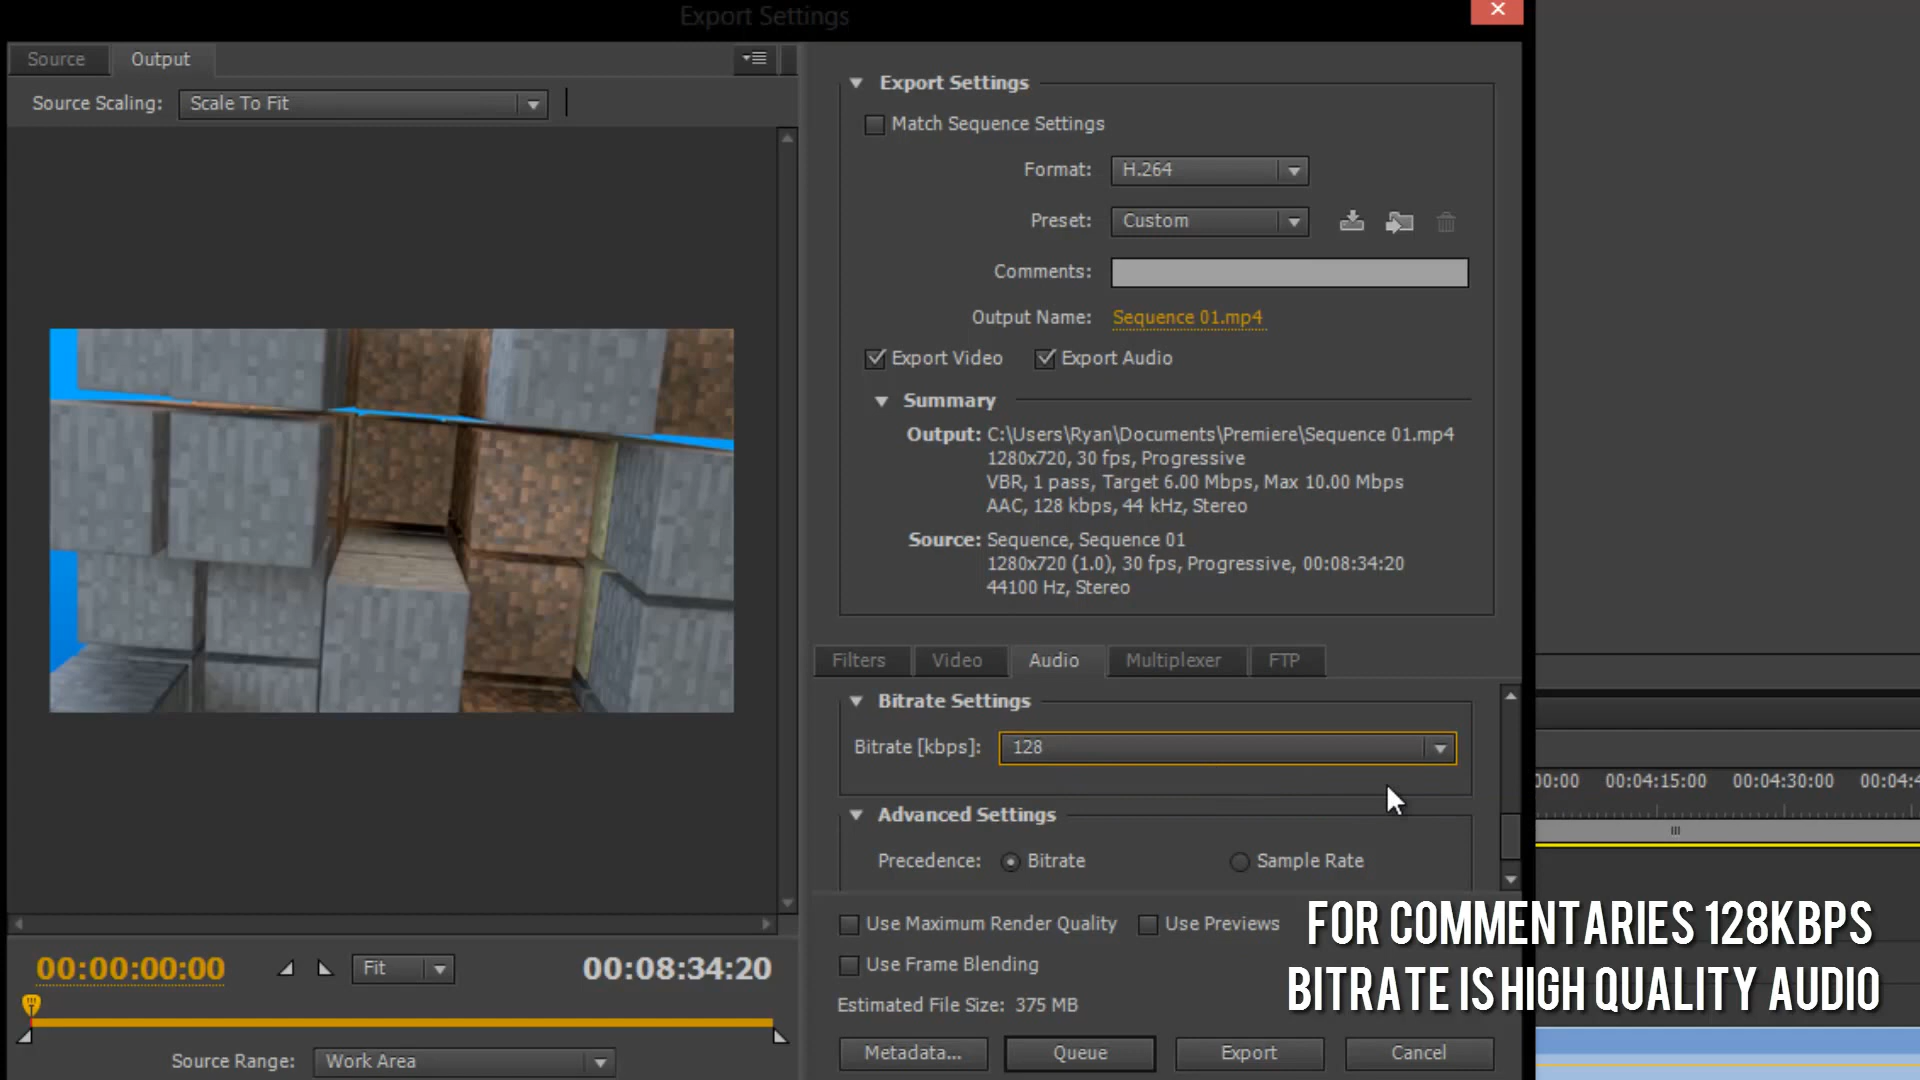 Export Settings
Source
Output
Source Scaling:
Scale To Fit
Export Settings
Match Sequence Settings
Format:
H.264
Preset:
Custom
Comments:
Output Name:
Sequence 01.mp4
Export Video
Export Audio
Summary
Output: C:\Users\Ryan\Documents\Premiere\Sequence 01.mp4
1280x720, 30 fps, Progressive
VBR, 1 pass, Target 6.00 Mbps, Max 10.00 Mbps
AAC, 128 kbps, 44 kHz, Stereo
Source: Sequence, Sequence 01
1280x720 (1.0), 30 fps, Progressive, 00:08:34:20
44100 Hz, Stereo
Filters
Video
Audio
Multiplexer
FTP
Bitrate Settings
Bitrate [kbps]:
128
00:04:15:00
00:04:30:00
Advanced Settings
Precedence:
Bitrate
Sample Rate
Use Maximum Render Quality
Use Previews
FOR COMMENTARIES 128KBPS
BITRATE IS HIGH QUALITY AUDIO
Use Frame Blending
00:00:00:00
Fit
00:08:34:20
Estimated File Size: 375 MB
Source Range:
Work Area
Metadata...
Queue
Export
Cancel